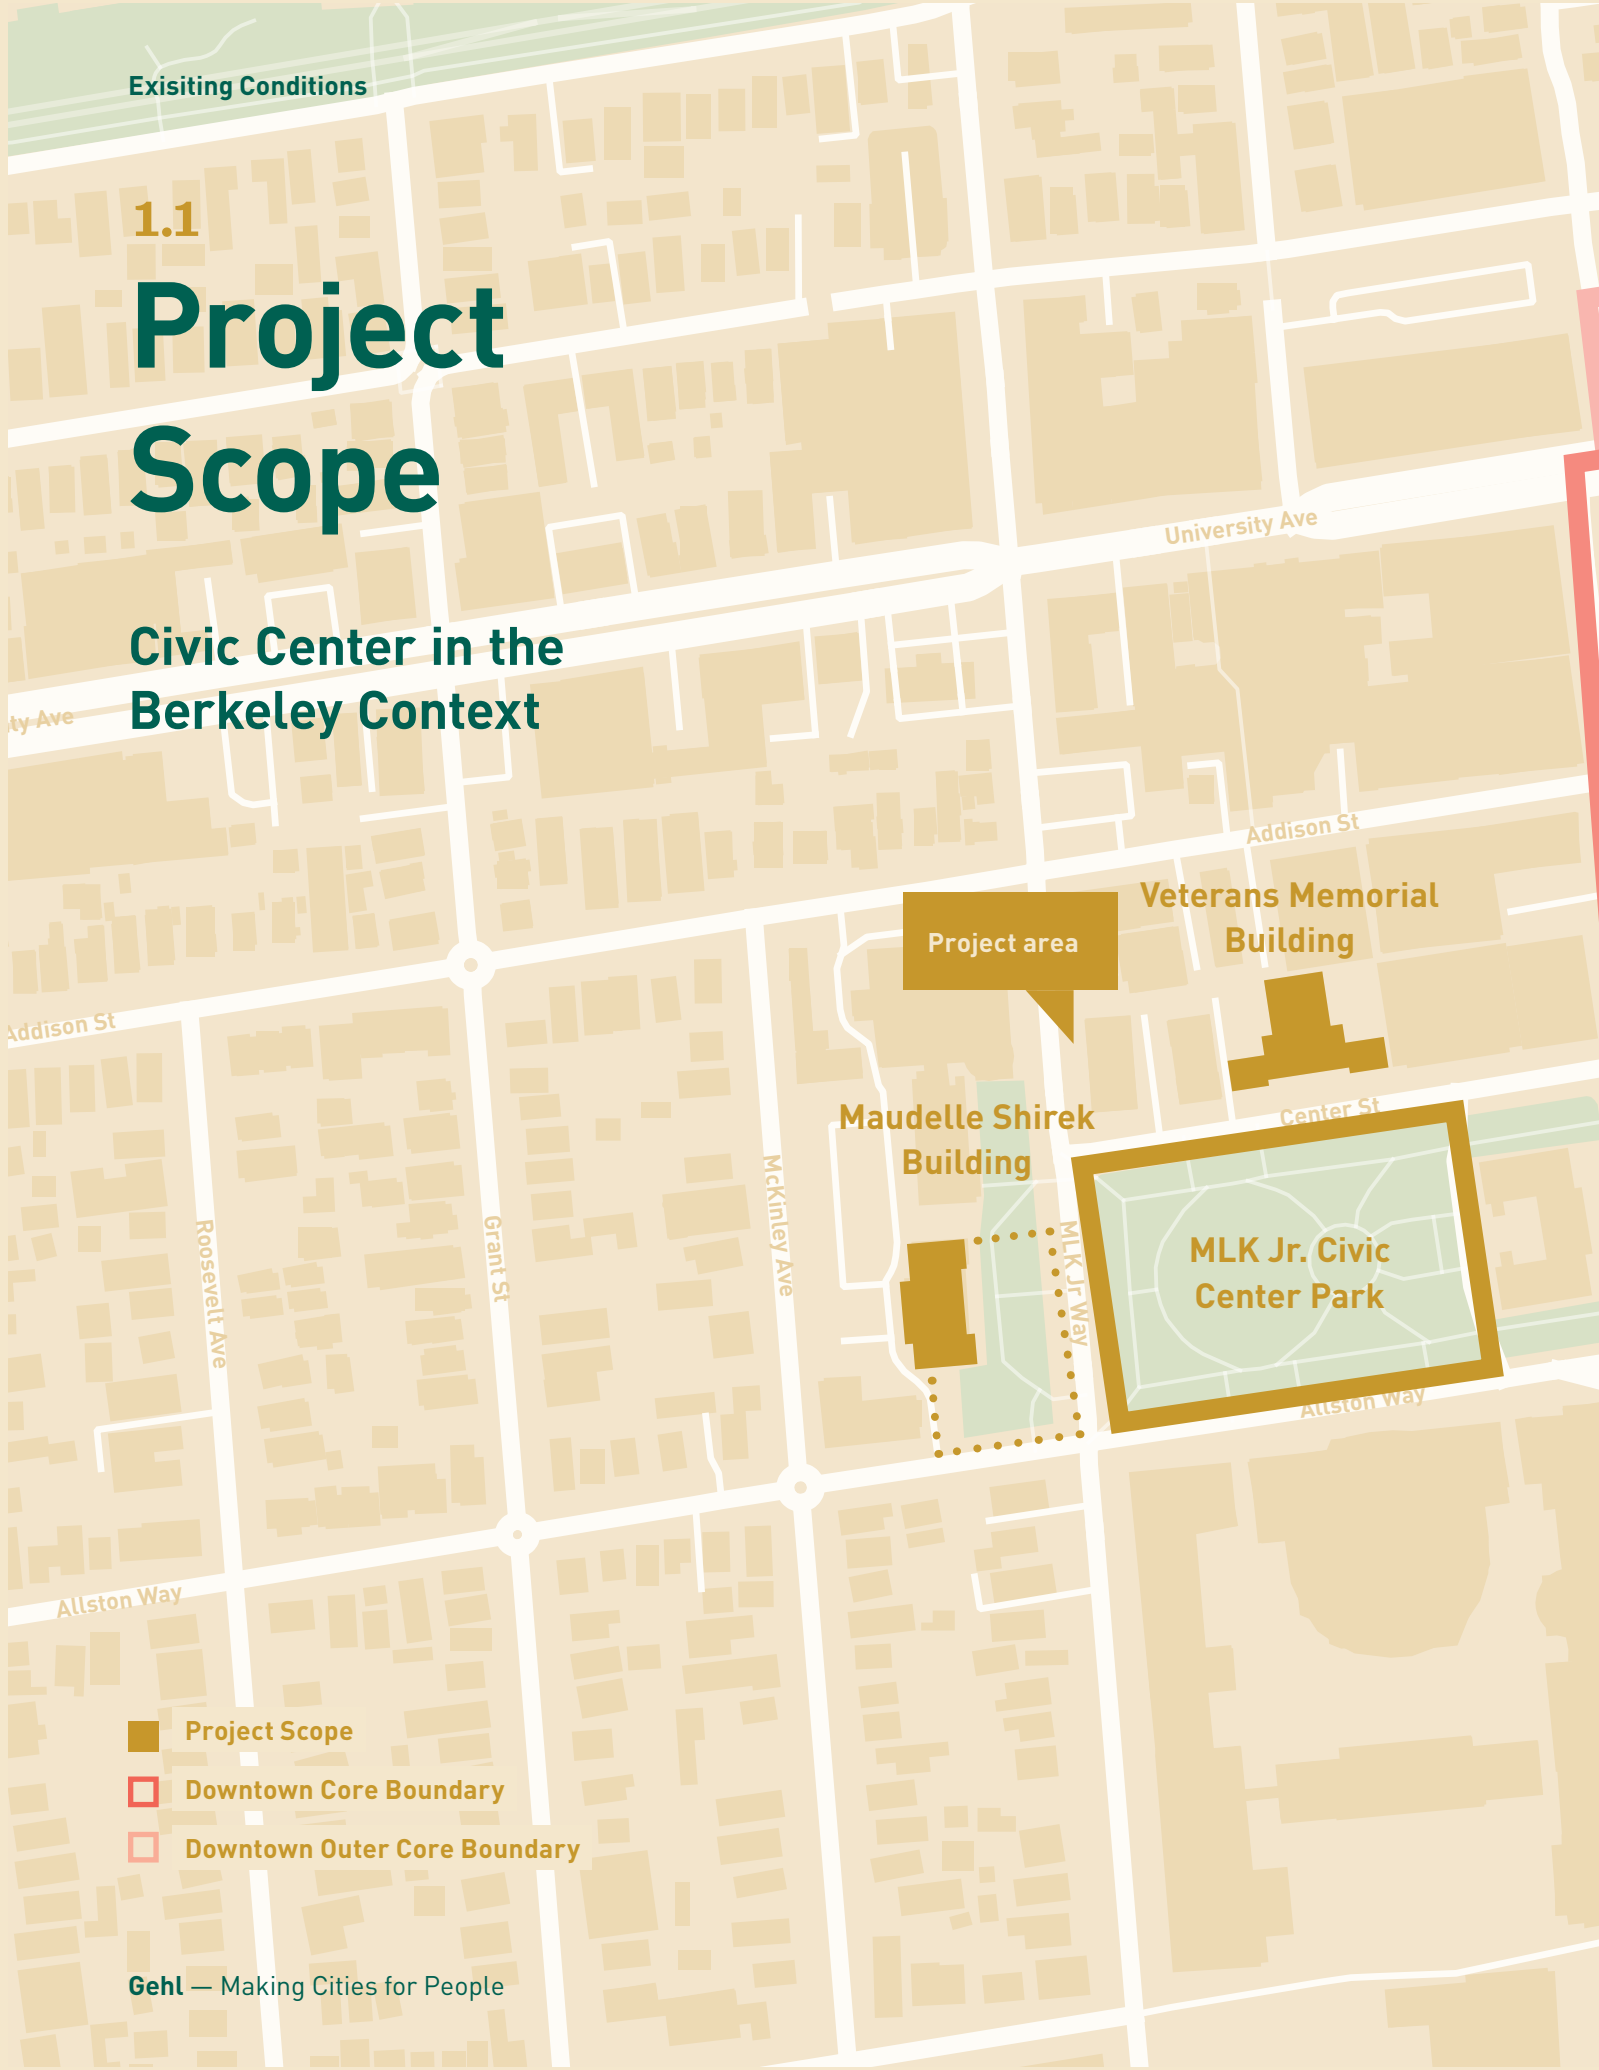 Exisiting Conditions
1.1
Project
Scope
Civic Center in the
Berkeley Context
University Ave
ity Ave
Addison St
Veterans Memorial
Building
Project area
Addison St
Center St
Maudelle Shirek
Building
McKinley Ave
Roosevelt Ave
Grant St
MLK Jr Way
MLK Jr. Civic
Center Park
Allston Way
Allston Way
Project Scope
Downtown Core Boundary
Downtown Outer Core Boundary
Gehl — Making Cities for People